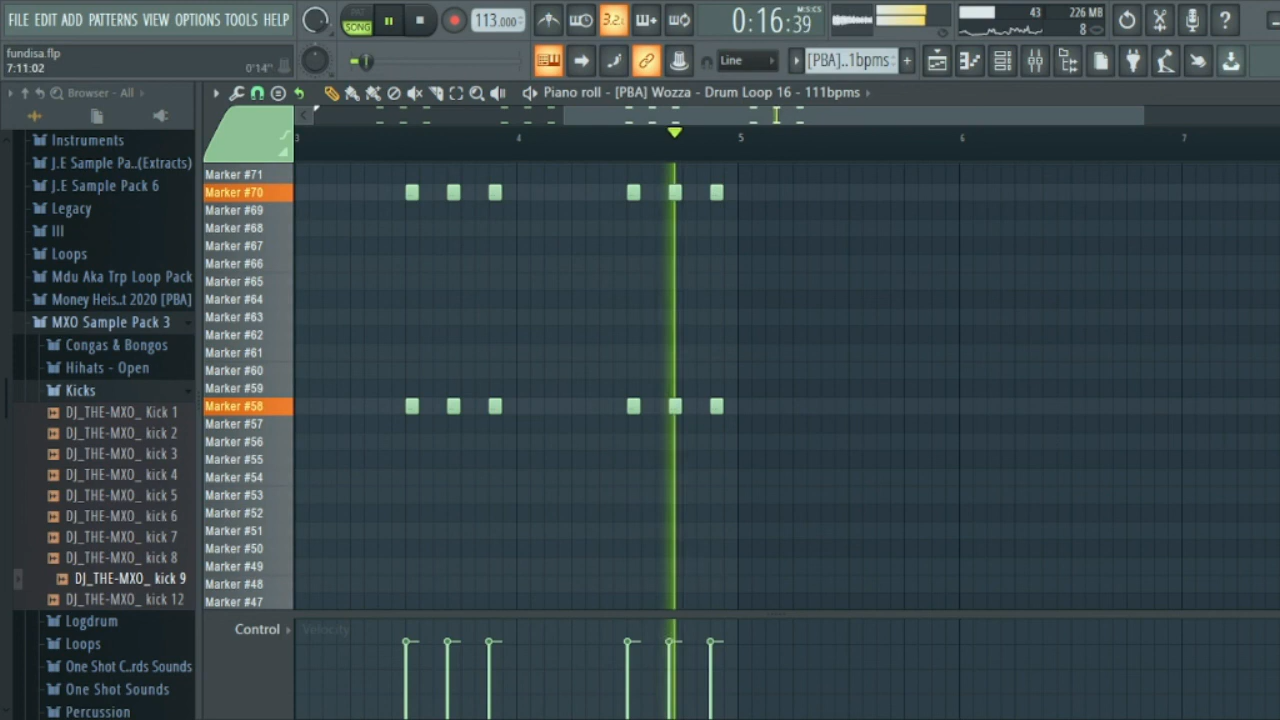 FILE EDIT ADD PATTERNS VIEW OPTIONS TOOLS HELP
PAT
SONG
113.000
3.2
0:16:39
M:S:CS
43
226 MB
8
fundisa.flp
7:11:02
0'14"
Line
[PBA]..1bpms
Browser - All
Piano roll - [PBA] Wozza - Drum Loop 16 - 111bpms
3
4
5
6
7
Instruments
J.E Sample Pa..(Extracts)
J.E Sample Pack 6
Legacy
III
Loops
Mdu Aka Trp Loop Pack
Money Heis..t 2020 [PBA]
MXO Sample Pack 3
Congas & Bongos
Hihats - Open
Kicks
DJ_THE-MXO_ Kick 1
DJ_THE-MXO_ kick 2
DJ_THE-MXO_ kick 3
DJ_THE-MXO_ kick 4
DJ_THE-MXO_ kick 5
DJ_THE-MXO_ kick 6
DJ_THE-MXO_ kick 7
DJ_THE-MXO_ kick 8
DJ_THE-MXO_ kick 9
DJ_THE-MXO_ kick 12
Logdrum
Loops
One Shot C..rds Sounds
One Shot Sounds
Percussion
Marker #71
Marker #70
Marker #69
Marker #68
Marker #67
Marker #66
Marker #65
Marker #64
Marker #63
Marker #62
Marker #61
Marker #60
Marker #59
Marker #58
Marker #57
Marker #56
Marker #55
Marker #54
Marker #53
Marker #52
Marker #51
Marker #50
Marker #49
Marker #48
Marker #47
Control
Velocity